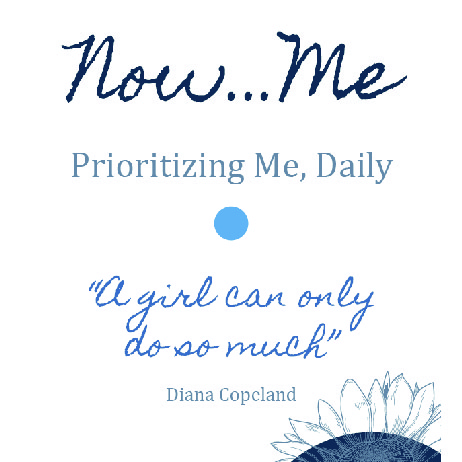 Now...Me
Prioritizing Me, Daily
“A girl can only
do so much”
Diana Copeland